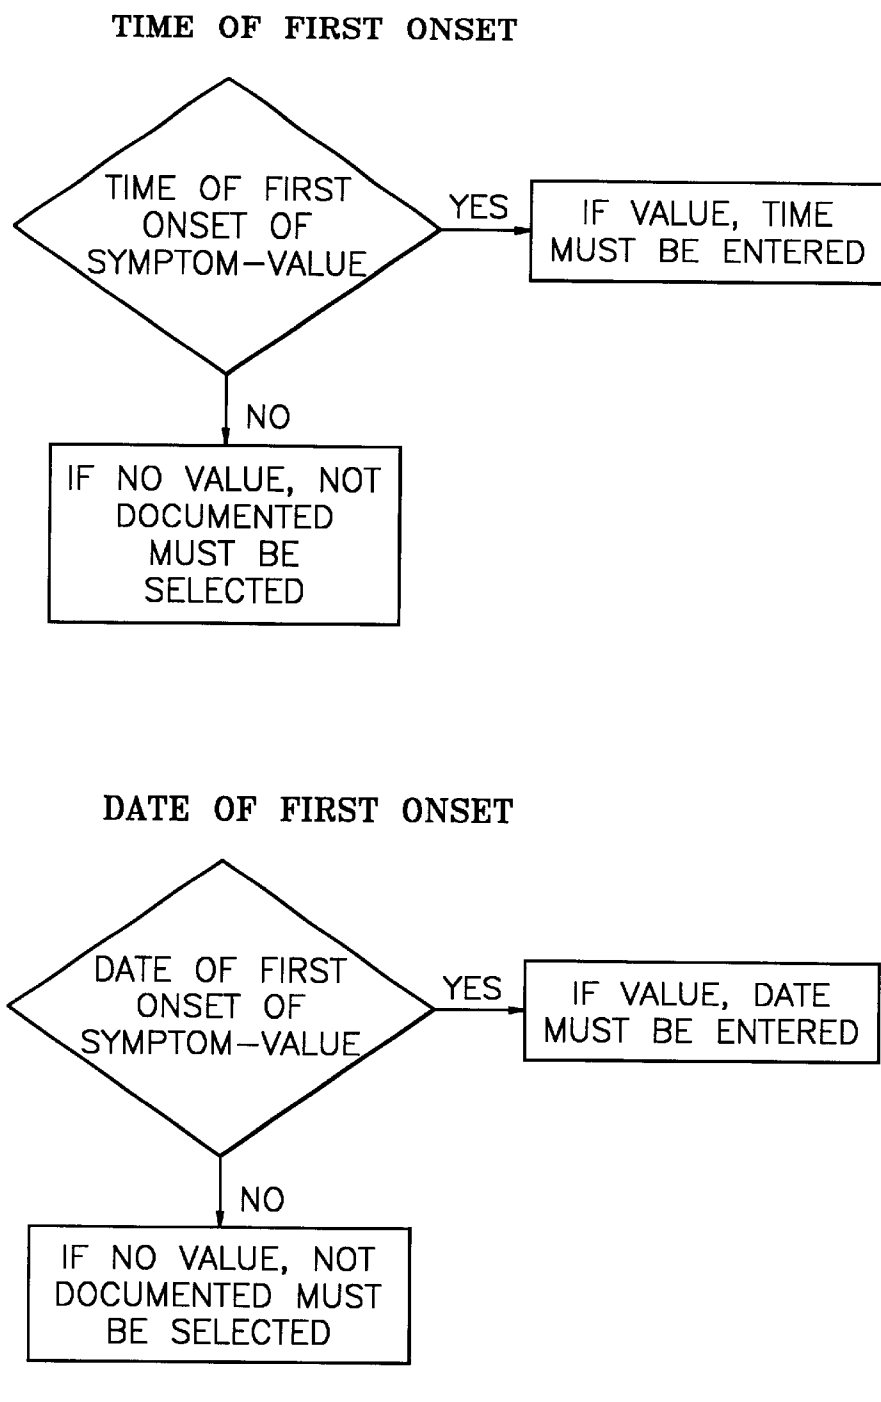 TIME OF FIRST ONSET
TIME OF FIRST
ONSET OF
SYMPTOM-VALUE
YES
IF VALUE, TIME
MUST BE ENTERED
NO
IF NO VALUE, NOT
DOCUMENTED
MUST BE
SELECTED
DATE OF FIRST ONSET
DATE OF FIRST
ONSET OF
SYMPTOM-VALUE
YES
IF VALUE, DATE
MUST BE ENTERED
NO
IF NO VALUE, NOT
DOCUMENTED MUST
BE SELECTED